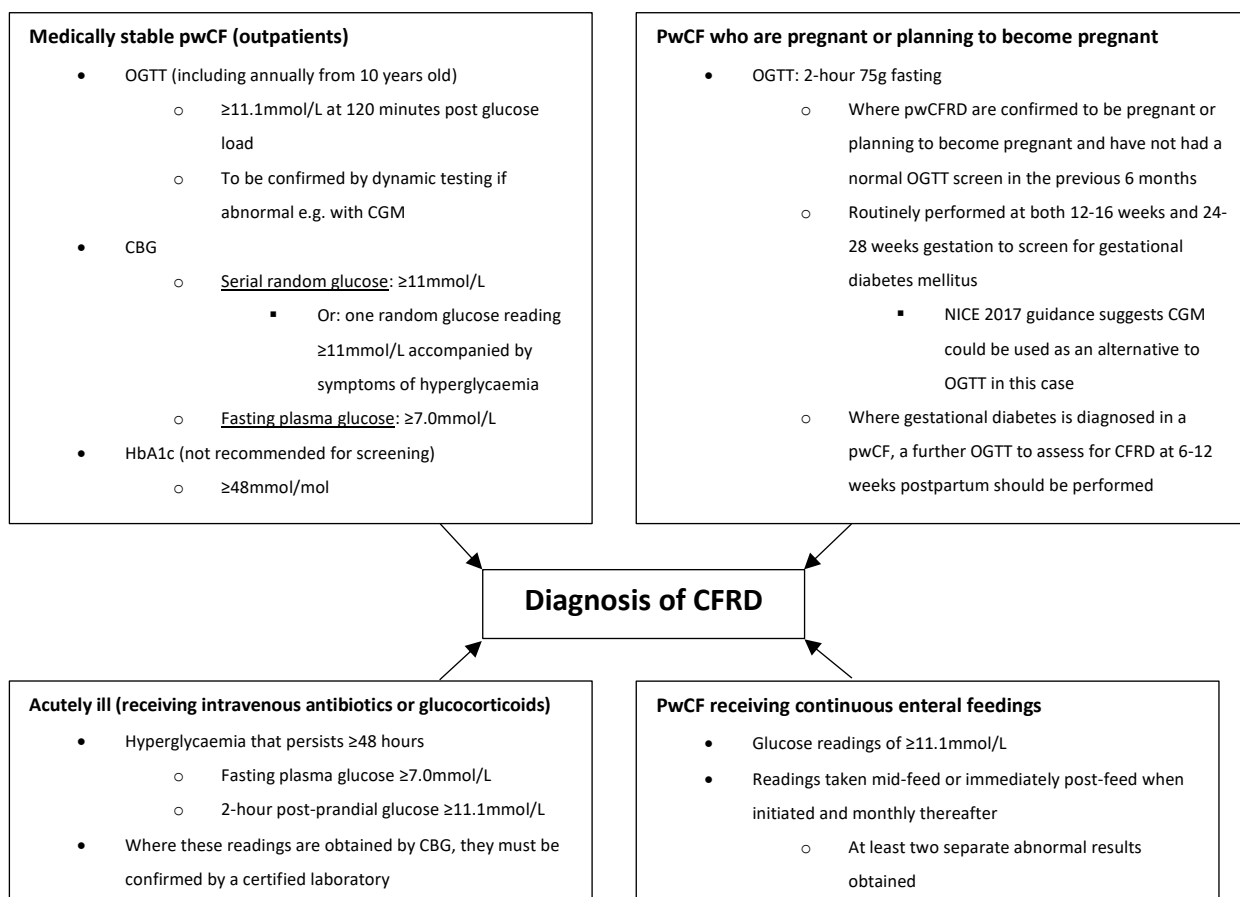 Medically stable pwCF (outpatients)
• OGTT (including annually from 10 years old)
o ≥11.1mmol/L at 120 minutes post glucose
load
o To be confirmed by dynamic testing if
abnormal e.g. with CGM
• CBG
o Serial random glucose: ≥11mmol/L
▪ Or: one random glucose reading
≥11mmol/L accompanied by
symptoms of hyperglycaemia
o Fasting plasma glucose: ≥7.0mmol/L
• HbA1c (not recommended for screening)
o ≥48mmol/mol
PwCF who are pregnant or planning to become pregnant
• OGTT: 2-hour 75g fasting
o Where pwCFRD are confirmed to be pregnant or
planning to become pregnant and have not had a
normal OGTT screen in the previous 6 months
o Routinely performed at both 12-16 weeks and 24-
28 weeks gestation to screen for gestational
diabetes mellitus
▪ NICE 2017 guidance suggests CGM
could be used as an alternative to
OGTT in this case
o Where gestational diabetes is diagnosed in a
pwCF, a further OGTT to assess for CFRD at 6-12
weeks postpartum should be performed
Diagnosis of CFRD
Acutely ill (receiving intravenous antibiotics or glucocorticoids)
• Hyperglycaemia that persists ≥48 hours
o Fasting plasma glucose ≥7.0mmol/L
o 2-hour post-prandial glucose ≥11.1mmol/L
• Where these readings are obtained by CBG, they must be
confirmed by a certified laboratory
PwCF receiving continuous enteral feedings
• Glucose readings of ≥11.1mmol/L
• Readings taken mid-feed or immediately post-feed when
initiated and monthly thereafter
o At least two separate abnormal results
obtained